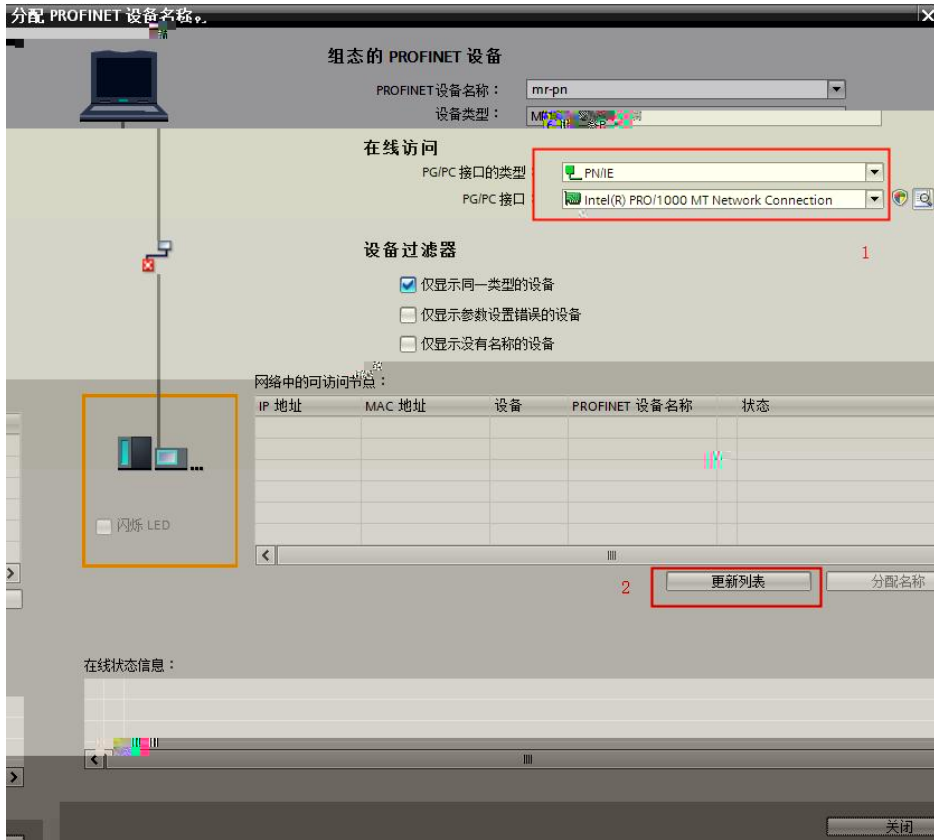 分配 PROFINET 设备名称。
组态的 PROFINET 设备
PROFINET设备名称： mr-pn
设备类型：
在线访问
PG/PC 接口的类型： PN/IE
PG/PC 接口： Intel(R) PRO/1000 MT Network Connection
1
设备过滤器
仅显示同一类型的设备
仅显示参数设置错误的设备
仅显示没有名称的设备
网络中的可访问节点：
IP 地址 MAC 地址 设备 PROFINET 设备名称 状态
闪烁 LED
2 更新列表 分配名称
在线状态信息：
关闭